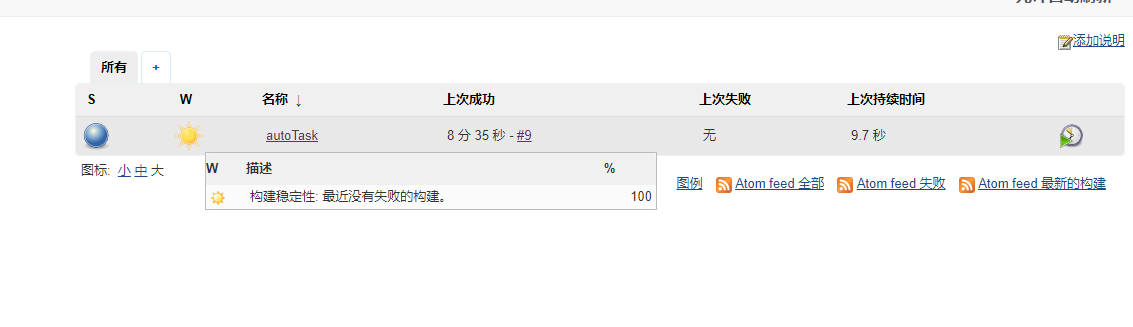 添加说明
所有 +
S W 名称 ↓ 上次成功 上次失败 上次持续时间
autoTask 8 分 35 秒 - #9 无 9.7 秒
图标: 小 中 大
W 描述 %
构建稳定性: 最近没有失败的构建。 100
图例 Atom feed 全部 Atom feed 失败 Atom feed 最新的构建